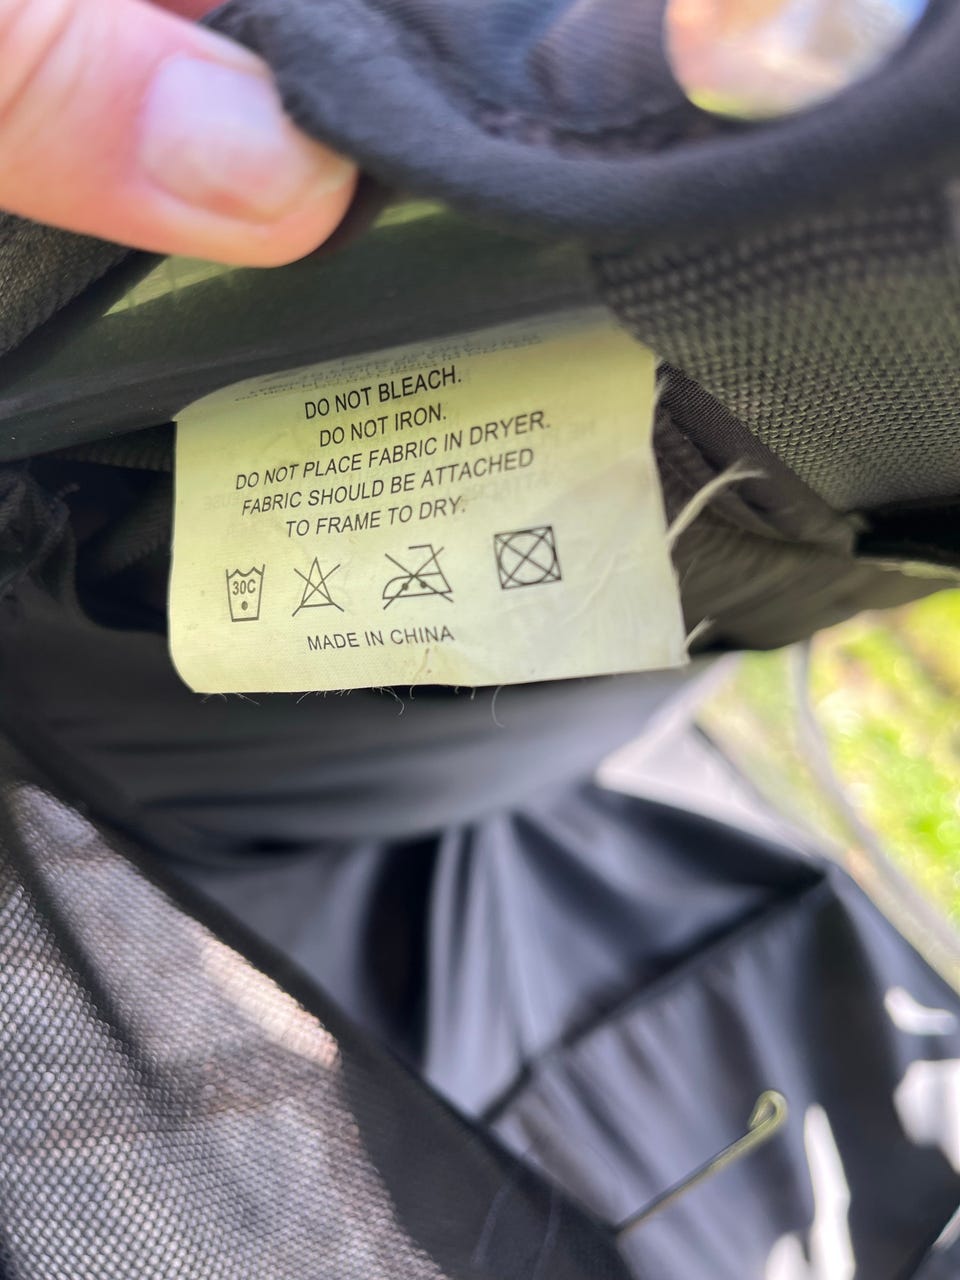 DO NOT BLEACH.
DO NOT IRON.
DO NOT PLACE FABRIC IN DRYER.
FABRIC SHOULD BE ATTACHED
TO FRAME TO DRY.
30C
MADE IN CHINA